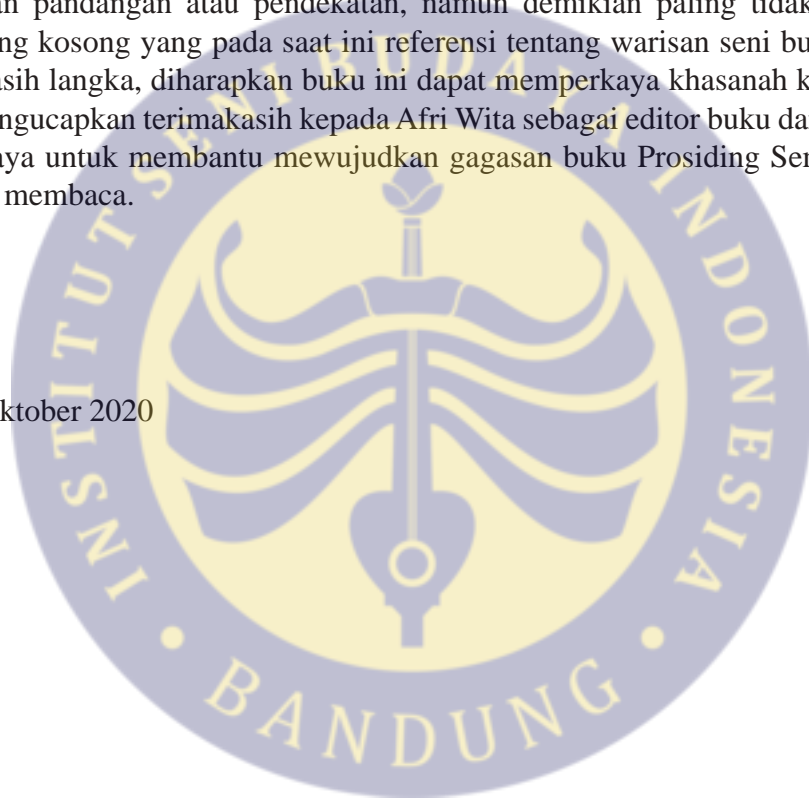 an pandangan atau pendekatan, namun demikian paling tidak
ng kosong yang pada saat ini referensi tentang warisan seni bu
asih langka, diharapkan buku ini dapat memperkaya khasanah k
ngucapkan terimakasih kepada Afri Wita sebagai editor buku da
aya untuk membantu mewujudkan gagasan buku Prosiding Ser
membaca.
ktober 2020
INSTITUT SENI BUDAYA INDONESIA
BANDUNG